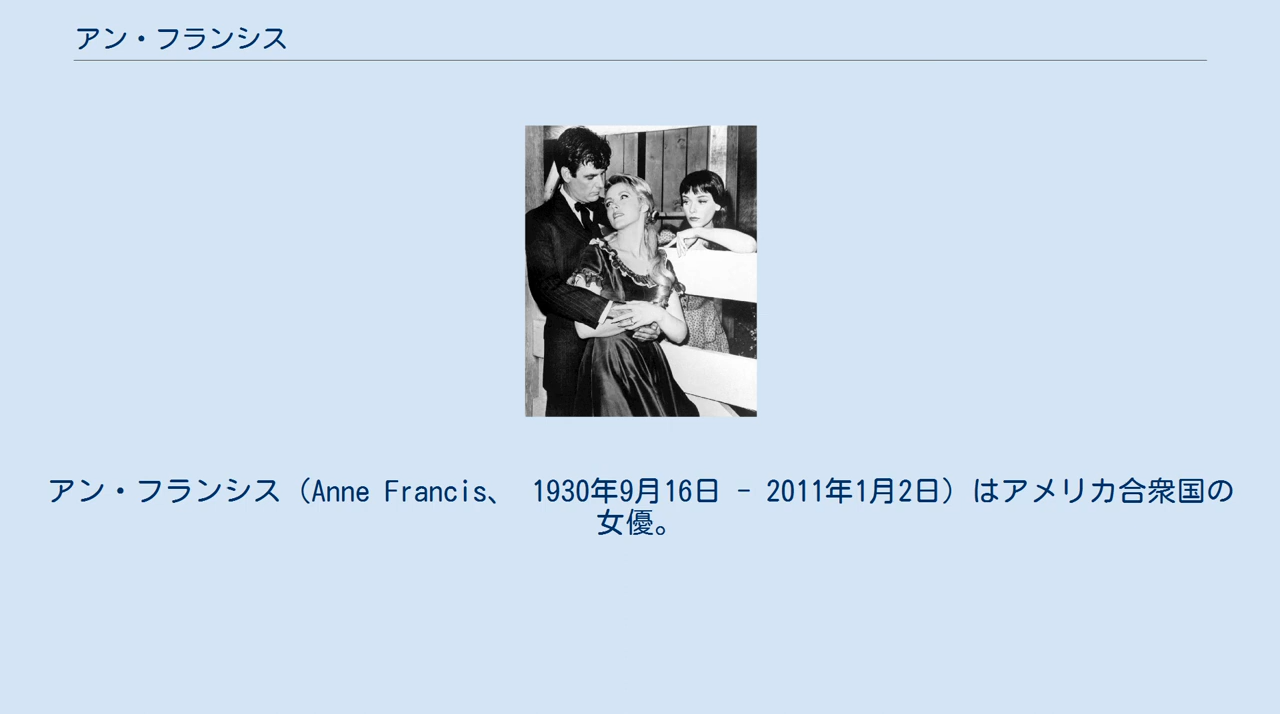 アン・フランシス
アン・フランシス（Anne Francis、 1930年9月16日 - 2011年1月2日）はアメリカ合衆国の
女優。